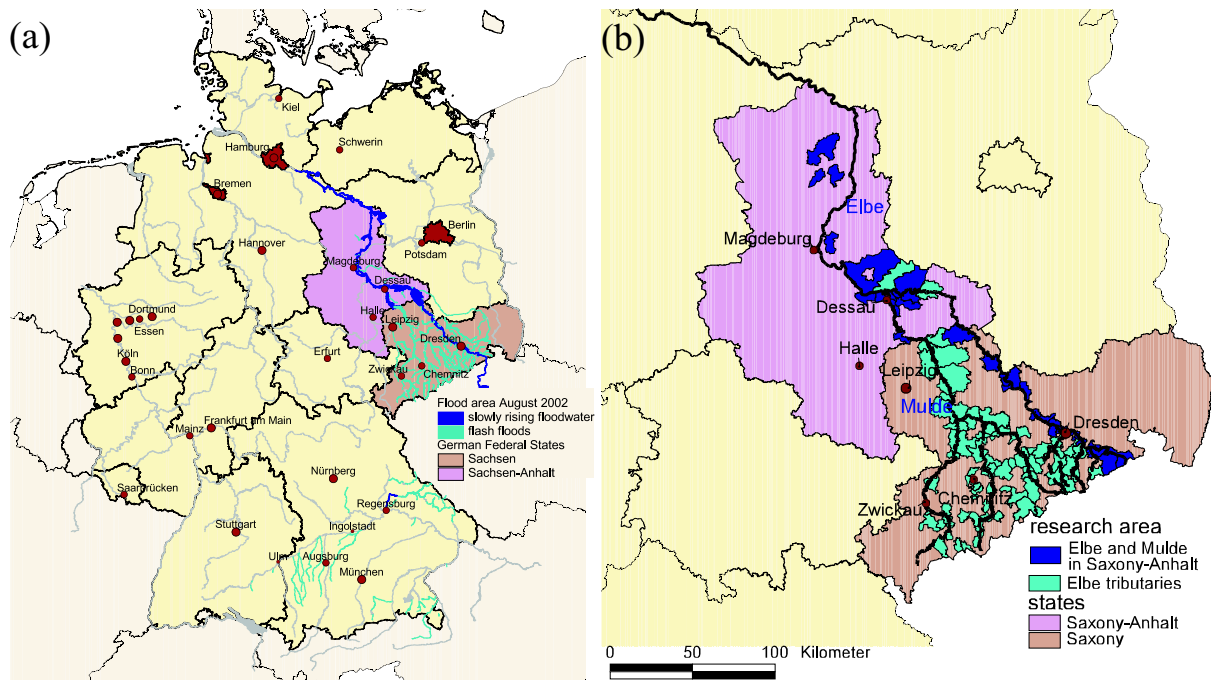 (a)
Kiel
Schwerin
Hamburg
Bremen
Berlin
Potsdam
Hannover
Magdebourg
Dessau
Dortmund
Essen
Halle
Leipzig
Dresden
Köln
Bonn
Erfurt
Zwickau
Chemnitz
Frankfurt am Main
Mainz
Saarbrücken
Nürnberg
Regensburg
Stuttgart
Ingolstadt
Ulm
Augsburg
München
Flood area August 2002
slowly rising floodwater
flash floods
German Federal States
Sachsen
Sachsen-Anhalt
(b)
Elbe
Magdeburg
Dessau
Halle
Leipzig
Mulde
Dresden
Chemnitz
Zwickau
research area
Elbe and Mulde
in Saxony-Anhalt
Elbe tributaries
states
Saxony-Anhalt
Saxony
0 50 100 Kilometer